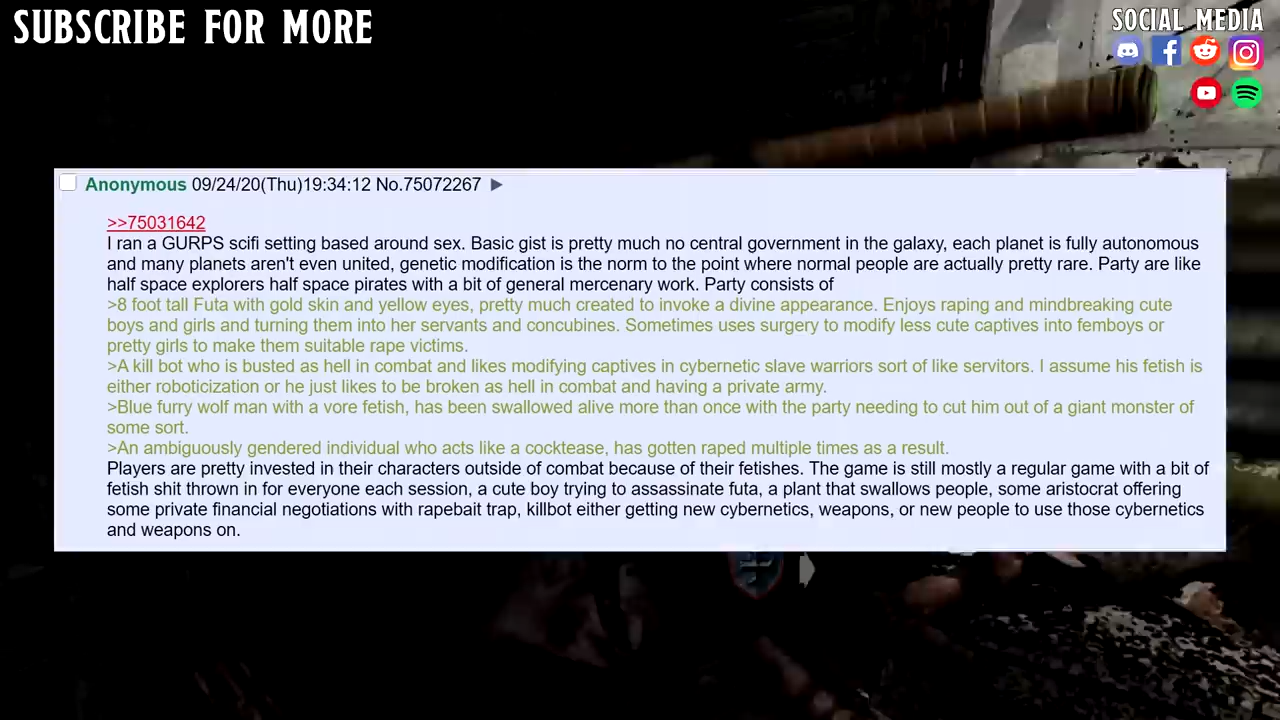 SUBSCRIBE FOR MORE
SOCIAL MEDIA
Anonymous 09/24/20(Thu)19:34:12 No.75072267 ▶
>>75031642
I ran a GURPS scifi setting based around sex. Basic gist is pretty much no central government in the galaxy, each planet is fully autonomous
and many planets aren't even united, genetic modification is the norm to the point where normal people are actually pretty rare. Party are like
half space explorers half space pirates with a bit of general mercenary work. Party consists of
>8 foot tall Futa with gold skin and yellow eyes, pretty much created to invoke a divine appearance. Enjoys raping and mindbreaking cute
boys and girls and turning them into her servants and concubines. Sometimes uses surgery to modify less cute captives into femboys or
pretty girls to make them suitable rape victims.
>A kill bot who is busted as hell in combat and likes modifying captives in cybernetic slave warriors sort of like servitors. I assume his fetish is
either roboticization or he just likes to be broken as hell in combat and having a private army.
>Blue furry wolf man with a vore fetish, has been swallowed alive more than once with the party needing to cut him out of a giant monster of
some sort.
>An ambiguously gendered individual who acts like a cocktease, has gotten raped multiple times as a result.
Players are pretty invested in their characters outside of combat because of their fetishes. The game is still mostly a regular game with a bit of
fetish shit thrown in for everyone each session, a cute boy trying to assassinate futa, a plant that swallows people, some aristocrat offering
some private financial negotiations with rapebait trap, killbot either getting new cybernetics, weapons, or new people to use those cybernetics
and weapons on.